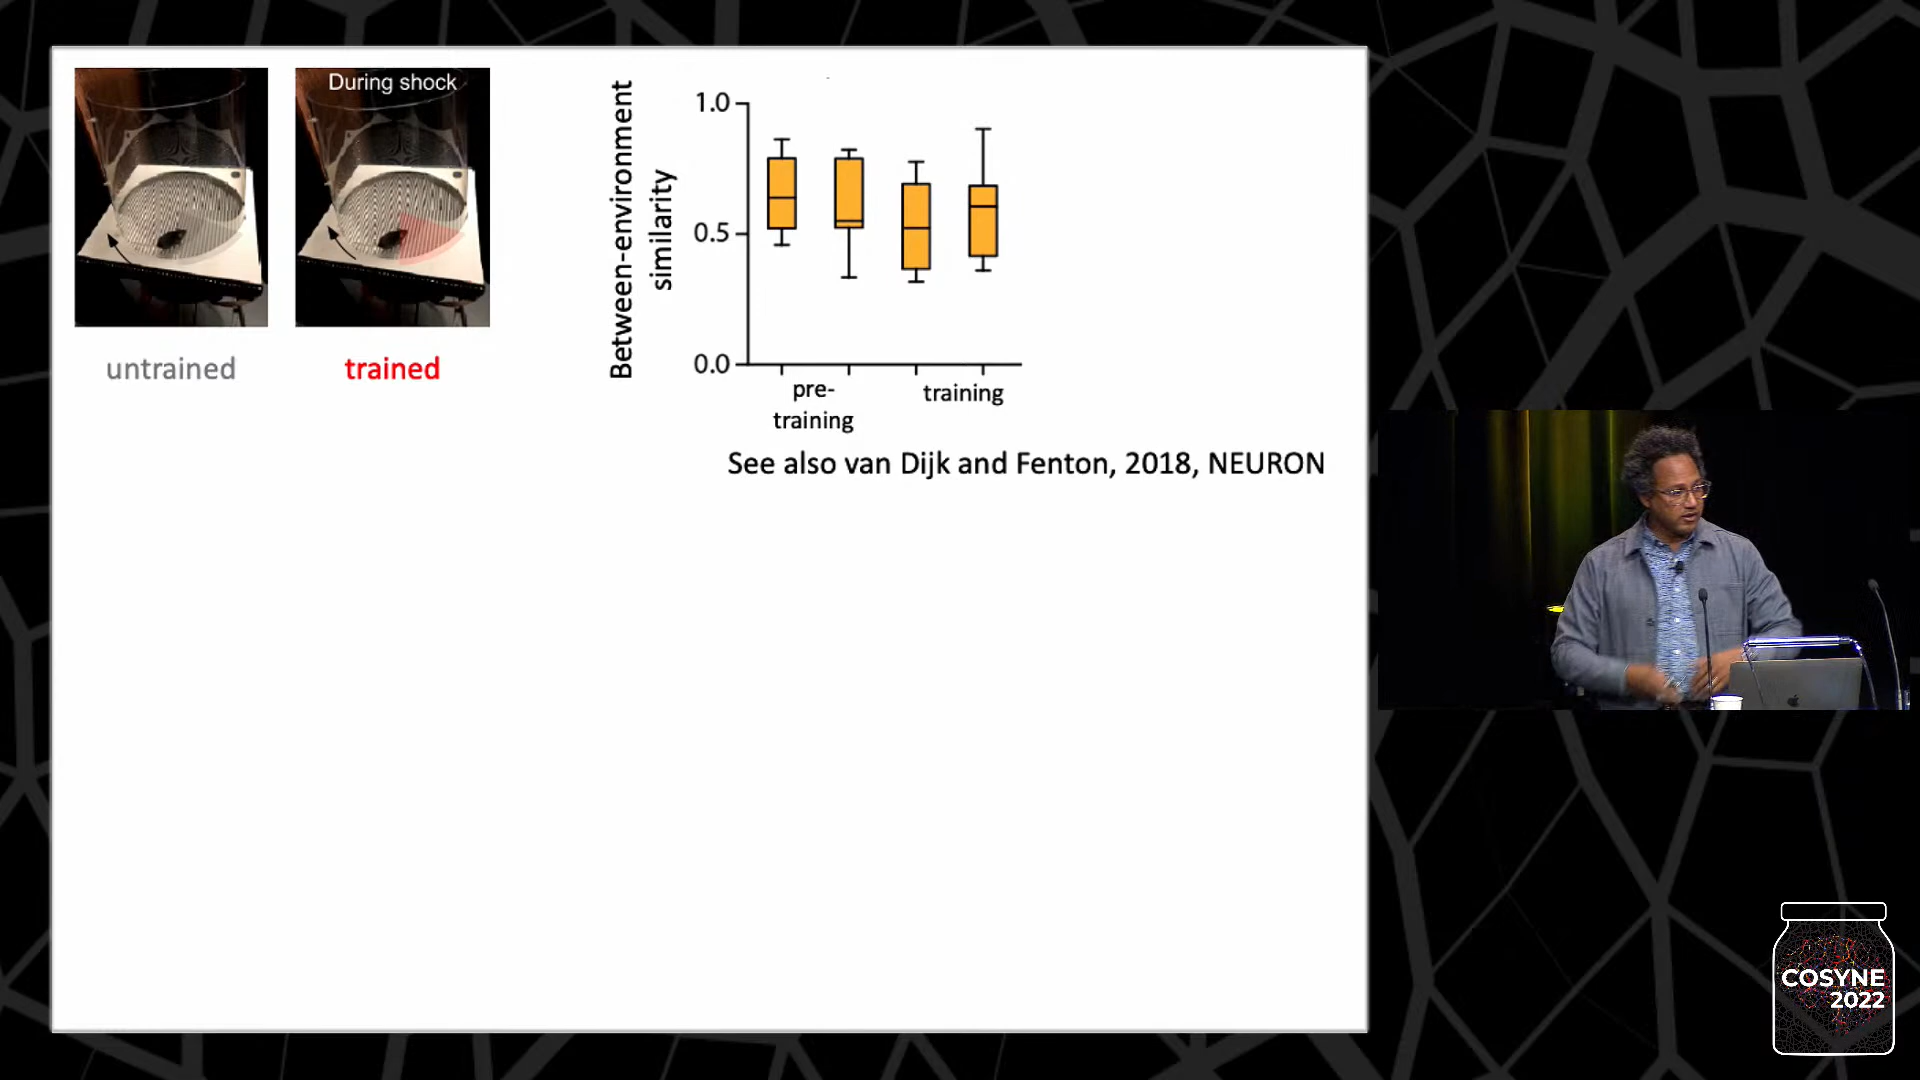 During shock
untrained
trained
Between-environment
similarity
1.0
0.5
0.0
pre-
training
training
See also van Dijk and Fenton, 2018, NEURON
COSYNE
2022